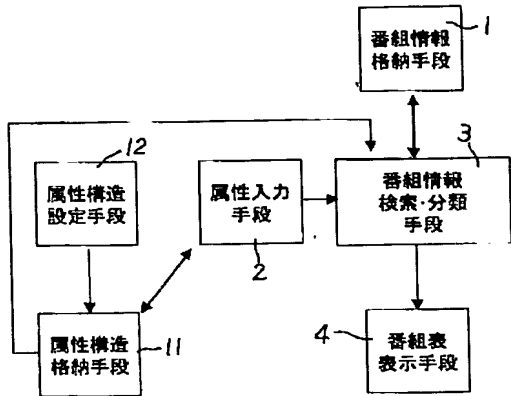 1
番組情報
格納手段
3
12
属性構造
設定手段
属性入力
手段
2
番組情報
検索・分類
手段
属性構造
格納手段
11
4
番組表
表示手段